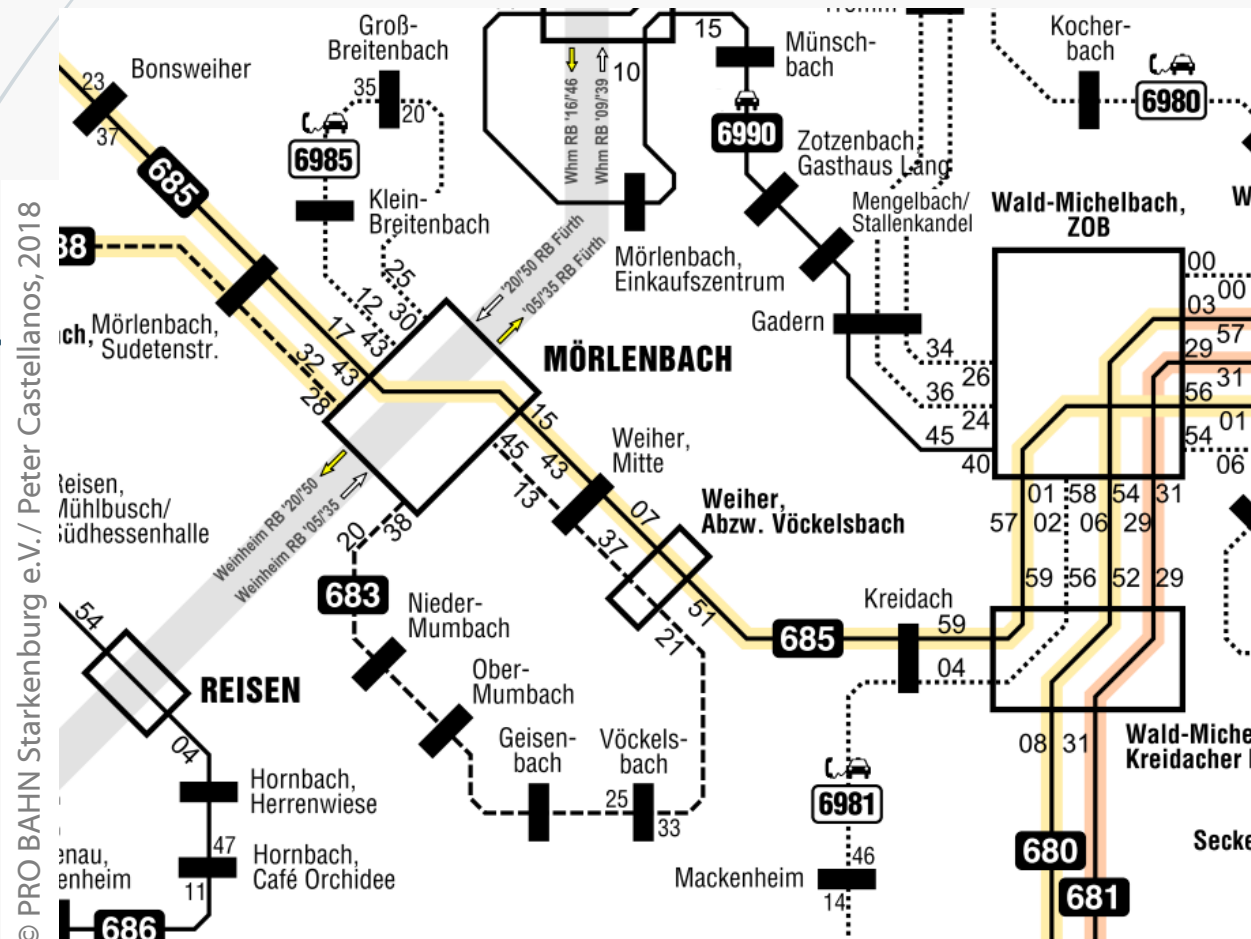 Groß-
Breitenbach
Bonsweiher
23
37
35
20
6985
685
Klein-
Breitenbach
Whm RB '16/'46
Whm RB '09/'39
10
15
Münsch-
bach
6990
Zotzenbach,
Gasthaus Lang
Mengelbach/
Stallenkandel
Kocher-
bach
6980
Wald-Michelbach,
ZOB
W
Mörlenbach,
Einkaufszentrum
'20/'50 RB Fürth
'05/'35 RB Fürth
Gadern
34
26
36
24
45
40
00
00
03
57
29
31
56
01
54
06
88
ach,
Mörlenbach,
Sudetenstr.
25
30
12
43
17
43
32
28
MÖRLENBACH
15
43
45
13
Weiher,
Mitte
07
37
Weiher,
Abzw. Vöckelsbach
51
21
Reisen,
Mühlbusch/
Südhessenhalle
Weinheim RB '20/'50
Weinheim RB '05/'35
20
38
683
Nieder-
Mumbach
Ober-
Mumbach
Geisen-
bach
Vöckels-
bach
25
33
685
Kreidach
59
04
01
58
54
31
57
02
06
29
59
56
52
29
08
31
Wald-Miche
Kreidacher
54
REISEN
04
Hornbach,
Herrenwiese
47
11
Hornbach,
Café Orchidee
enau,
enheim
686
6981
46
14
Mackenheim
680
681
Secke
© PRO BAHN Starkenburg e.V./ Peter Castellanos, 2018